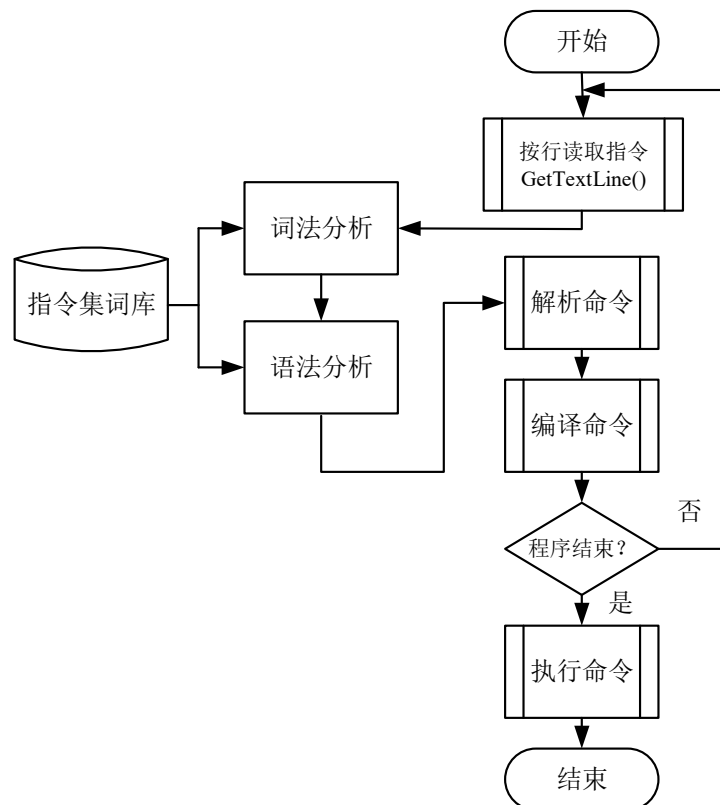 开始
按行读取指令
GetTextLine()
词法分析
指令集词库
解析命令
语法分析
编译命令
否
程序结束?
是
执行命令
结束